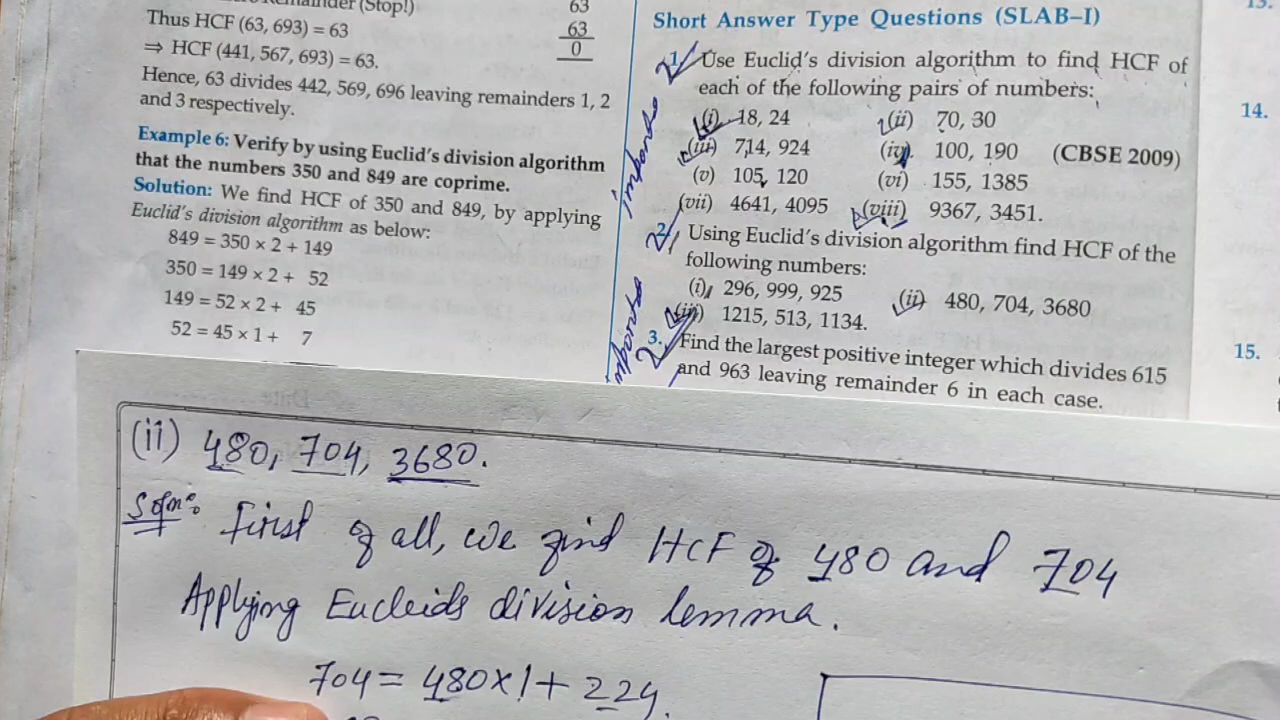 Remainder (Stop!)
Thus HCF (63, 693) = 63
⇒ HCF (441, 567, 693) = 63.
Hence, 63 divides 442, 569, 696 leaving remainders 1, 2
and 3 respectively.
63
63
0
Example 6: Verify by using Euclid's division algorithm
that the numbers 350 and 849 are coprime.
Solution: We find HCF of 350 and 849, by applying
Euclid's division algorithm as below:
849 = 350 × 2 + 149
350 = 149 × 2 + 52
149 = 52 × 2 + 45
52 = 45 × 1 + 7
Short Answer Type Questions (SLAB–I)
1. Use Euclid's division algorithm to find HCF of
each of the following pairs of numbers:
(i) 18, 24 (ii) 70, 30
(iii) 714, 924 (iv) 100, 190 (CBSE 2009)
(v) 105, 120 (vi) 155, 1385
(vii) 4641, 4095 (viii) 9367, 3451.
2. Using Euclid's division algorithm find HCF of the
following numbers:
(i) 296, 999, 925 (ii) 480, 704, 3680
(iii) 1215, 513, 1134.
3. Find the largest positive integer which divides 615
and 963 leaving remainder 6 in each case.
13.
14.
15.
(ii) 480, 704, 3680.
Soln: First of all, we find HCF of 480 and 704
Applying Eucleids division lemma.
704 = 480×1+ 224.